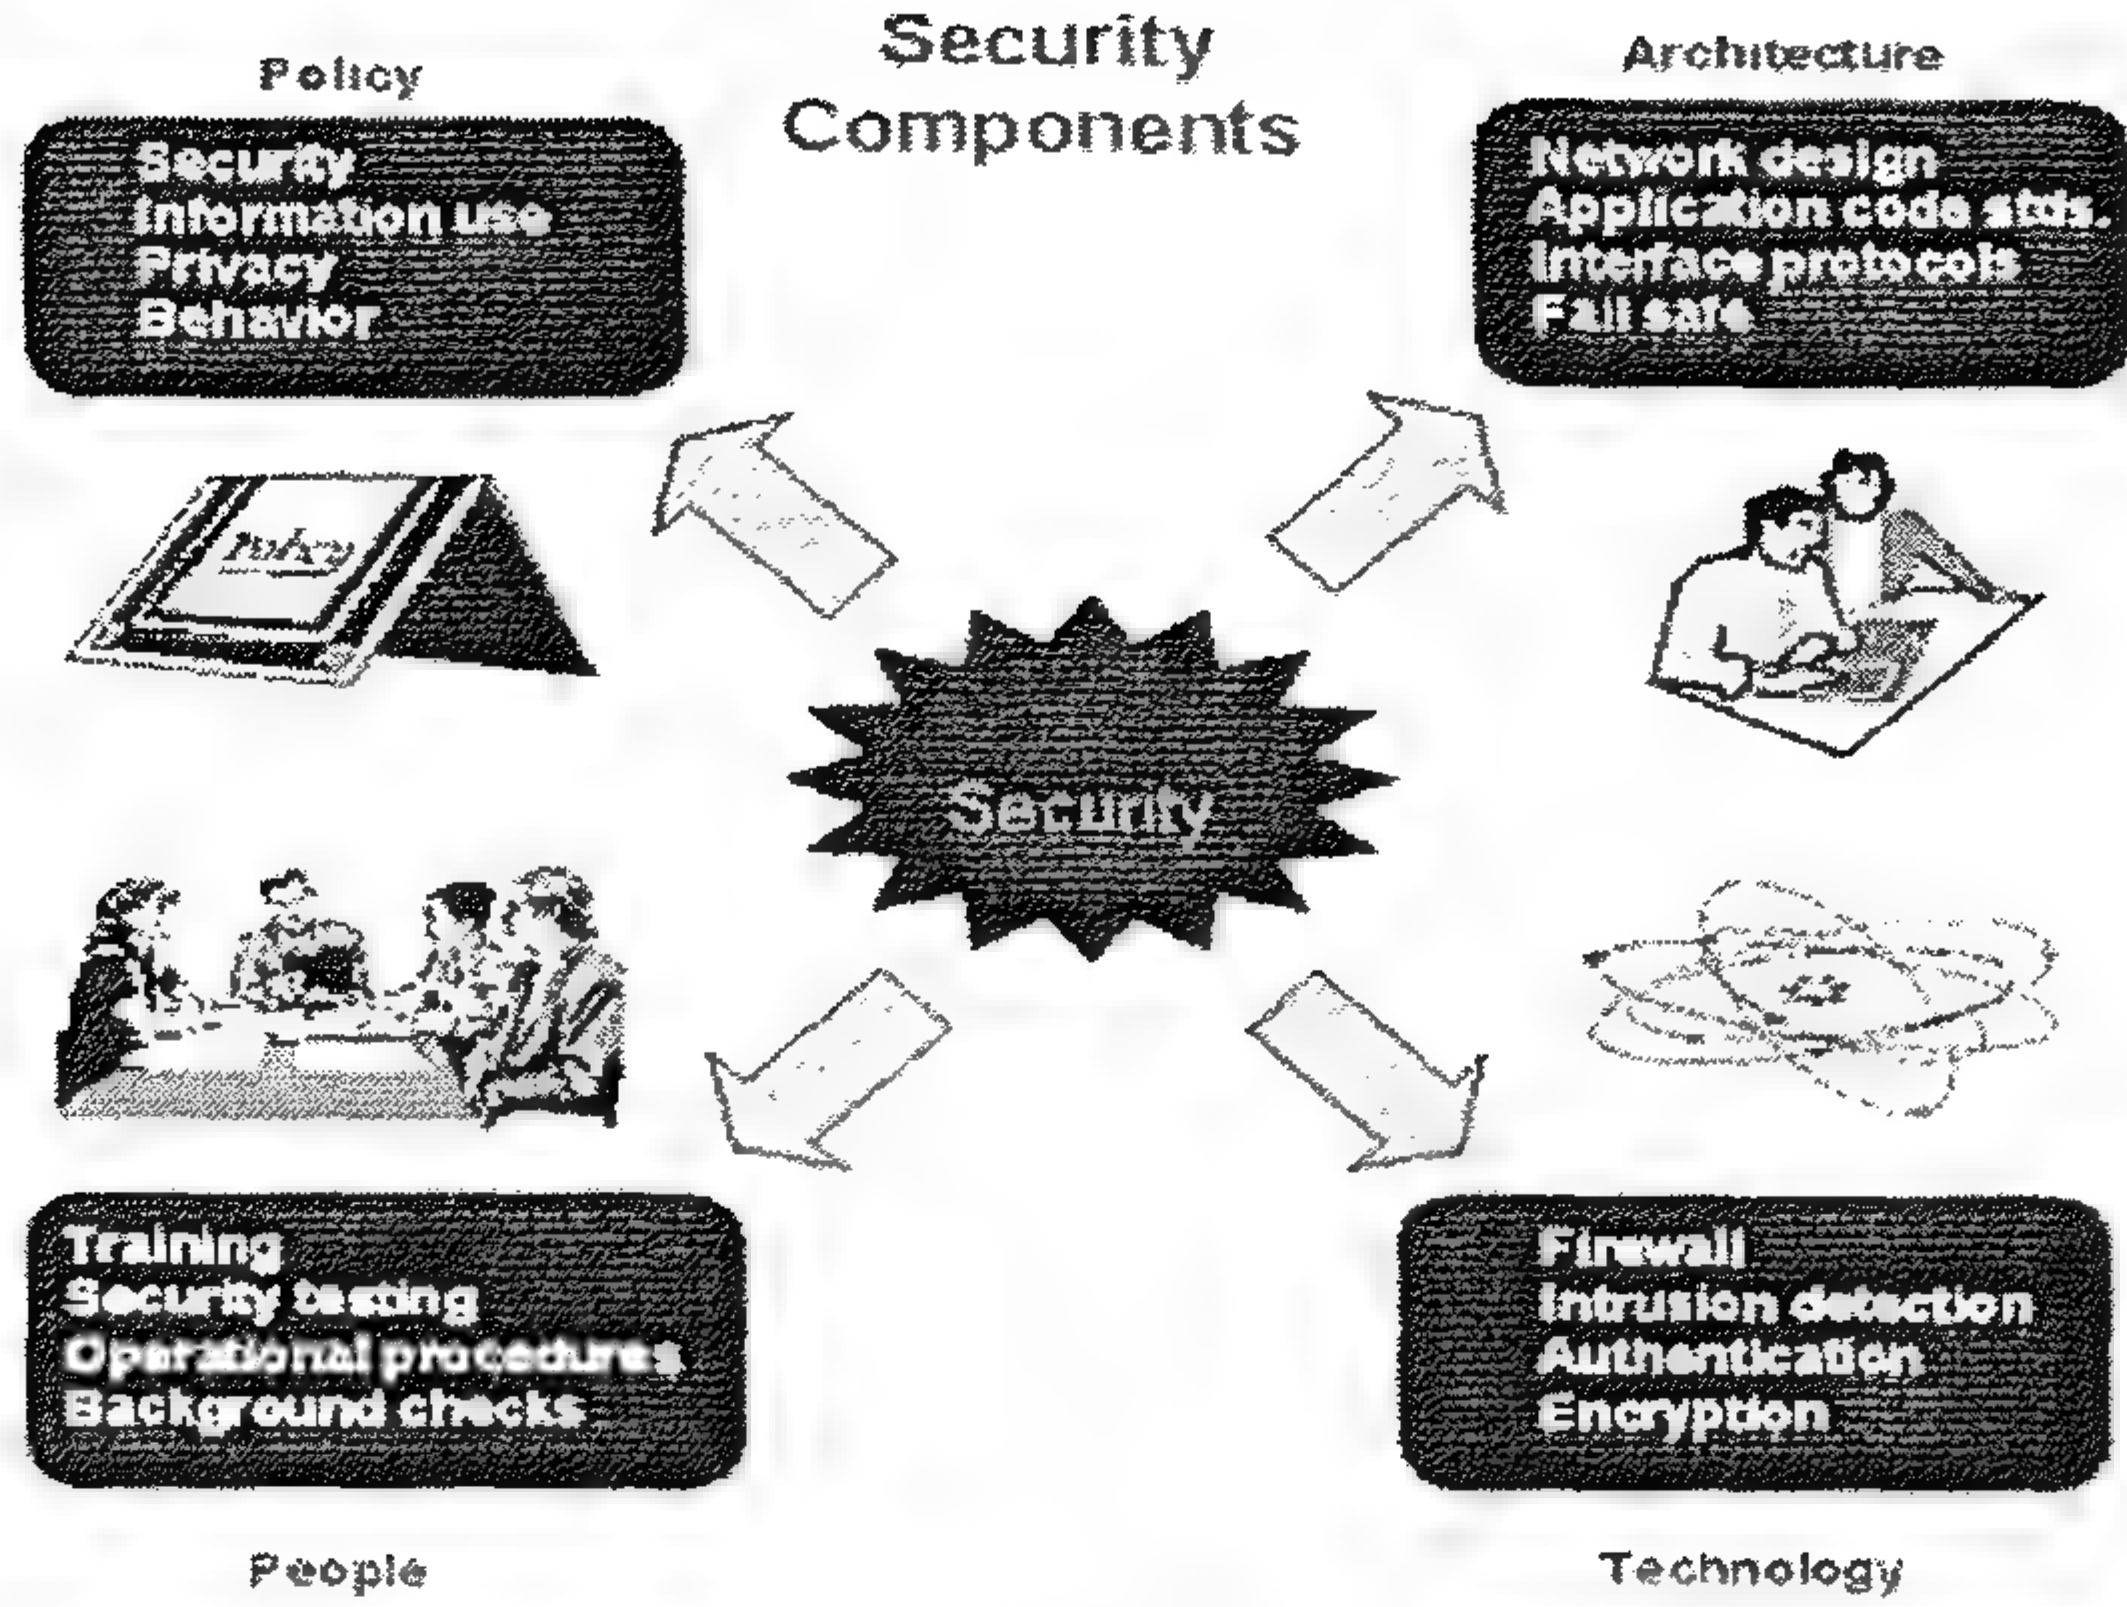 Security
Components
Policy
Security
Information use
Privacy
Behavior
Architecture
Network design
Application code stds.
Interface protocols
Fail safe
Policy
Security
Training
Security testing
Operational procedures
Background checks
People
Firewall
Intrusion detection
Authentication
Encryption
Technology